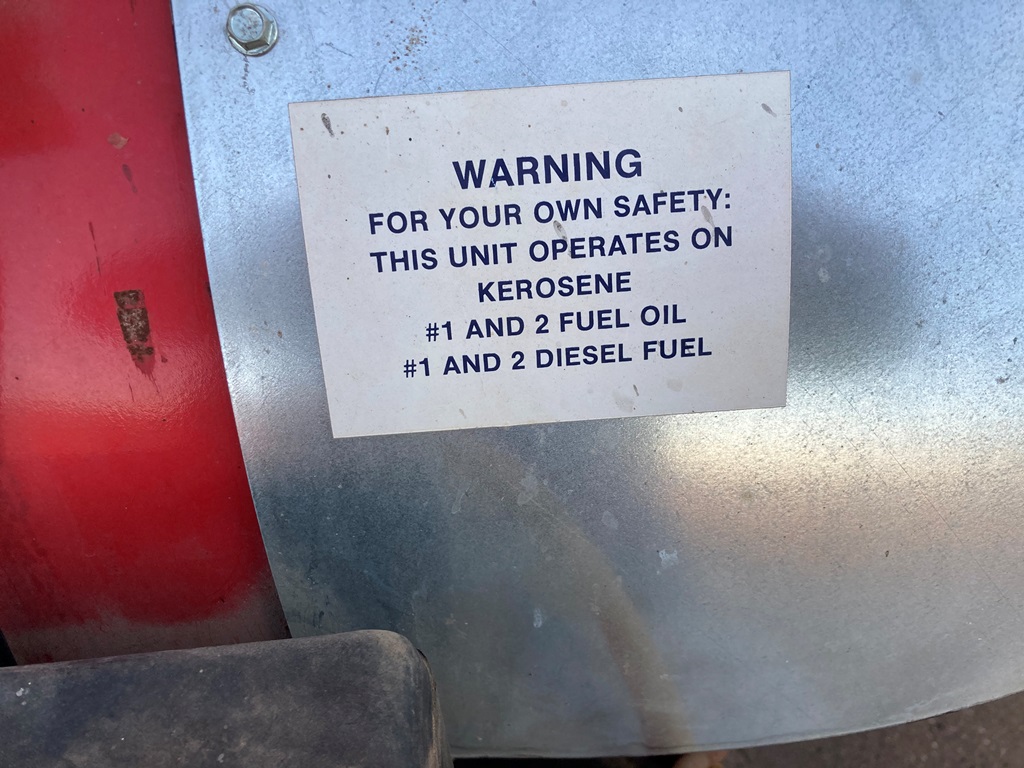 WARNING
FOR YOUR OWN SAFETY:
THIS UNIT OPERATES ON
KEROSENE
#1 AND 2 FUEL OIL
#1 AND 2 DIESEL FUEL